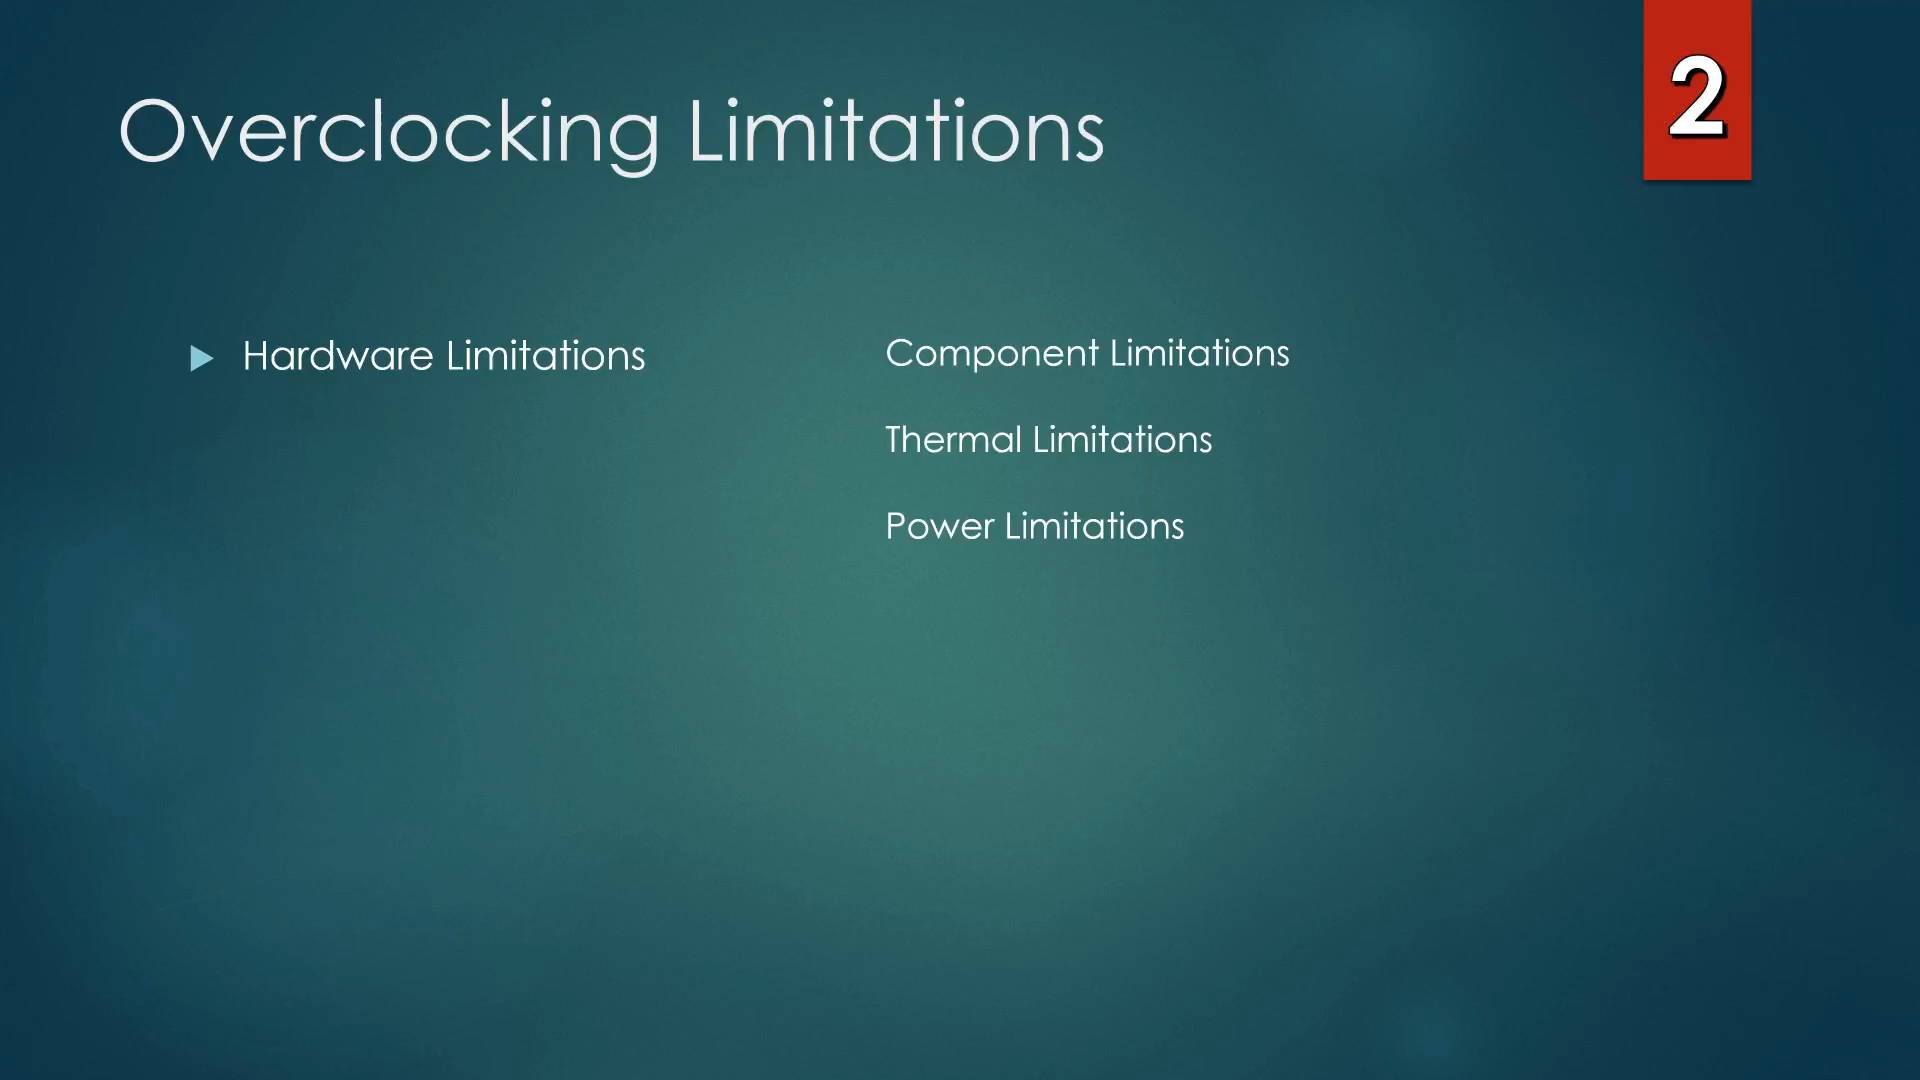 Overclocking Limitations
2
Hardware Limitations
Component Limitations
Thermal Limitations
Power Limitations